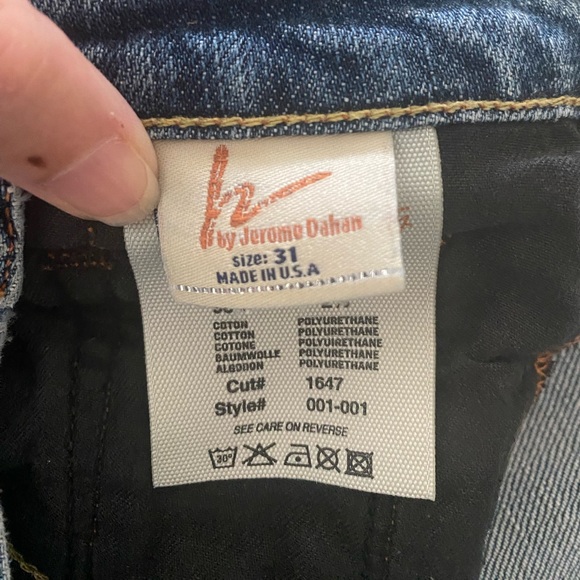 by Jerome Dahan
size: 31
MADE IN U.S.A
COTON POLYURETHANE
COTTON POLYURETHANE
COTONE POLYURETHANE
BAUMWOLLE POLYURETHANE
ALGODON POLYURETHANE
Cut# 1647
Style# 001-001
SEE CARE ON REVERSE
30°